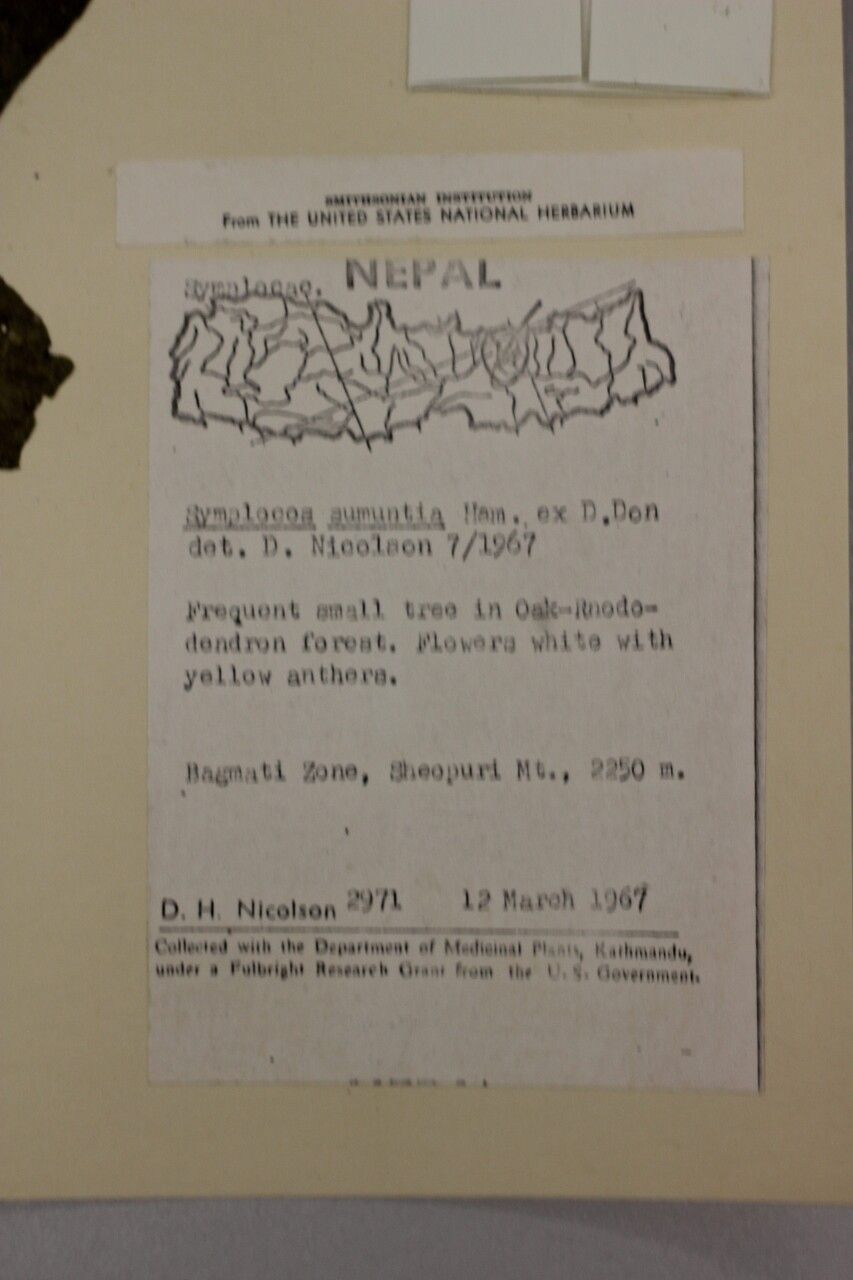 SMITHSONIAN INSTITUTION
From THE UNITED STATES NATIONAL HERBARIUM
NEPAL
Symplocac.
Symplocos sumuntia Ham. ex D.Don
det. D. Nicolson 7/1967
Frequent small tree in Oak-Rhodo-
dendron forest. Flowers white with
yellow anthers.
Bagmati Zone, Sheopuri Mt., 2250 m.
D. H. Nicolson 2971 12 March 1967
Collected with the Department of Medicinal Plants, Kathmandu,
under a Fulbright Research Grant from the U. S. Government.